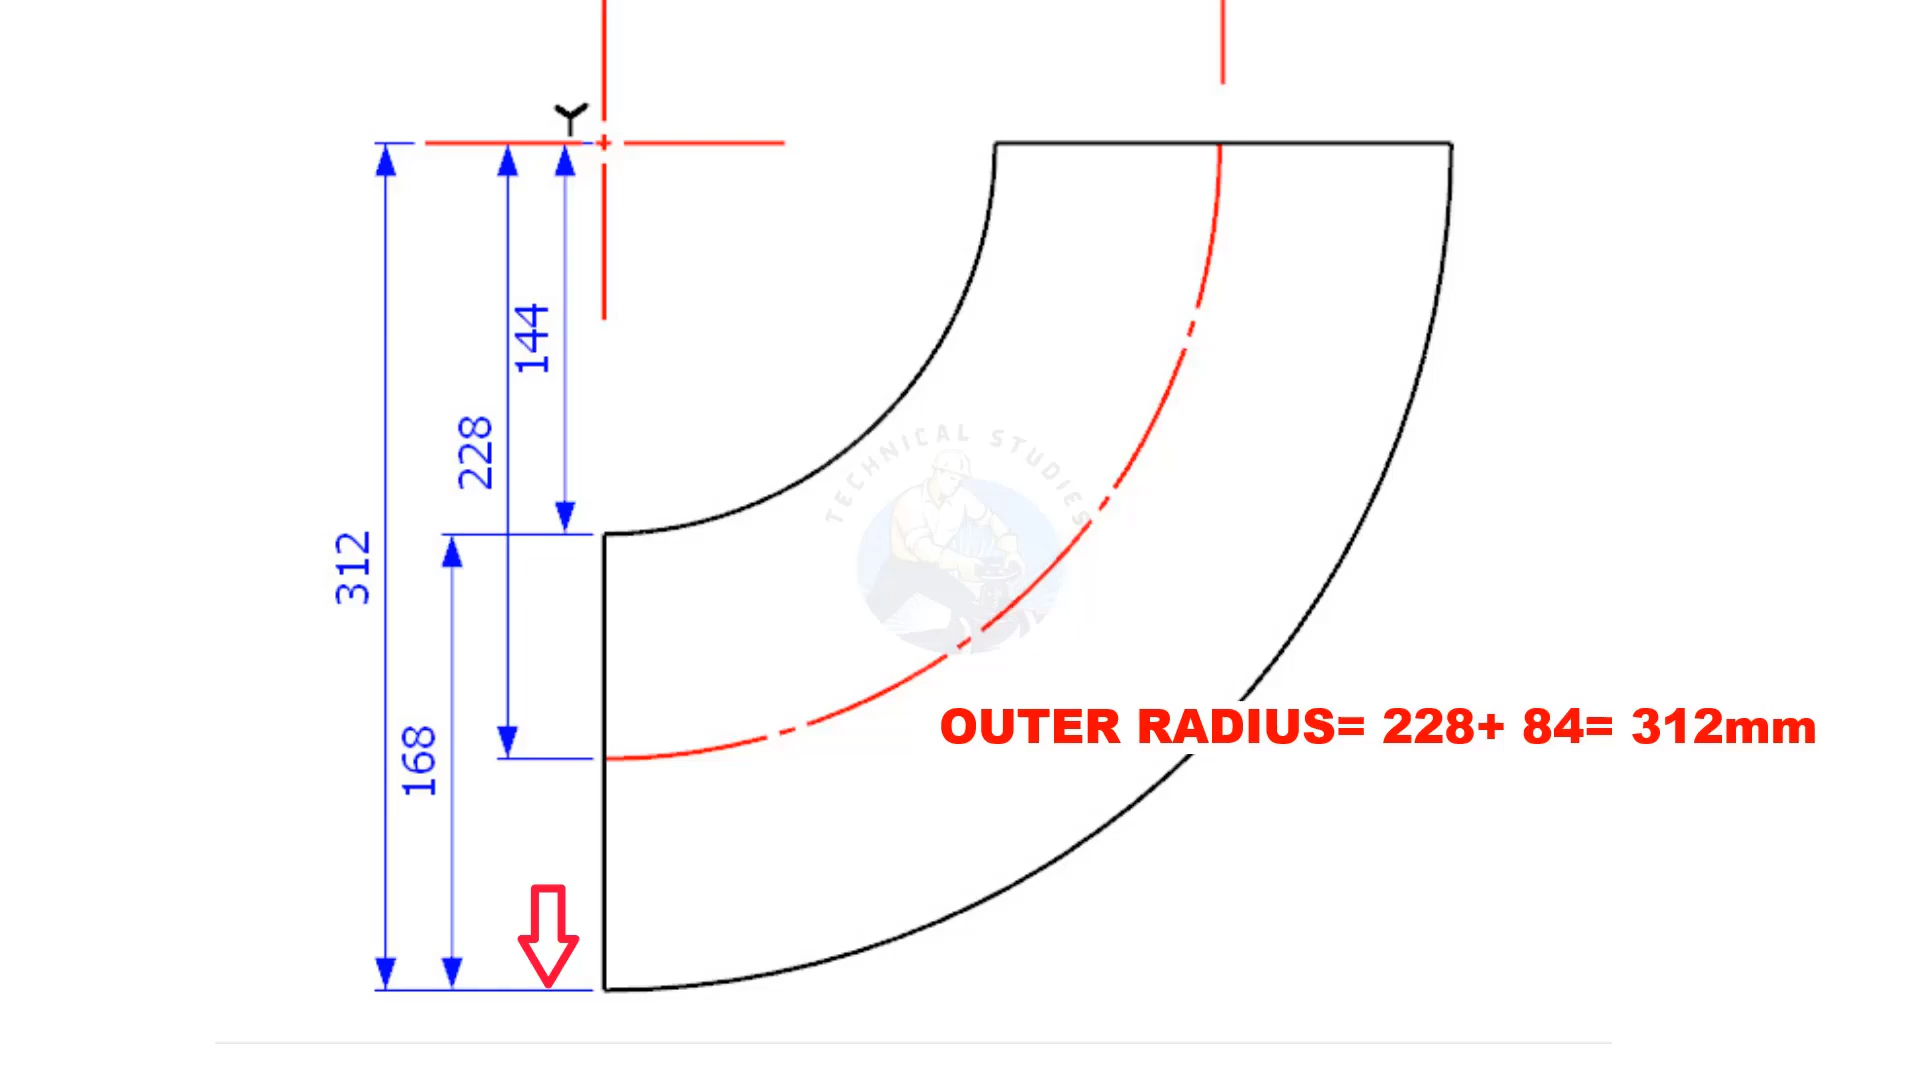 Y
144
228
312
168
TECHNICAL STUDIES
OUTER RADIUS= 228+ 84= 312mm